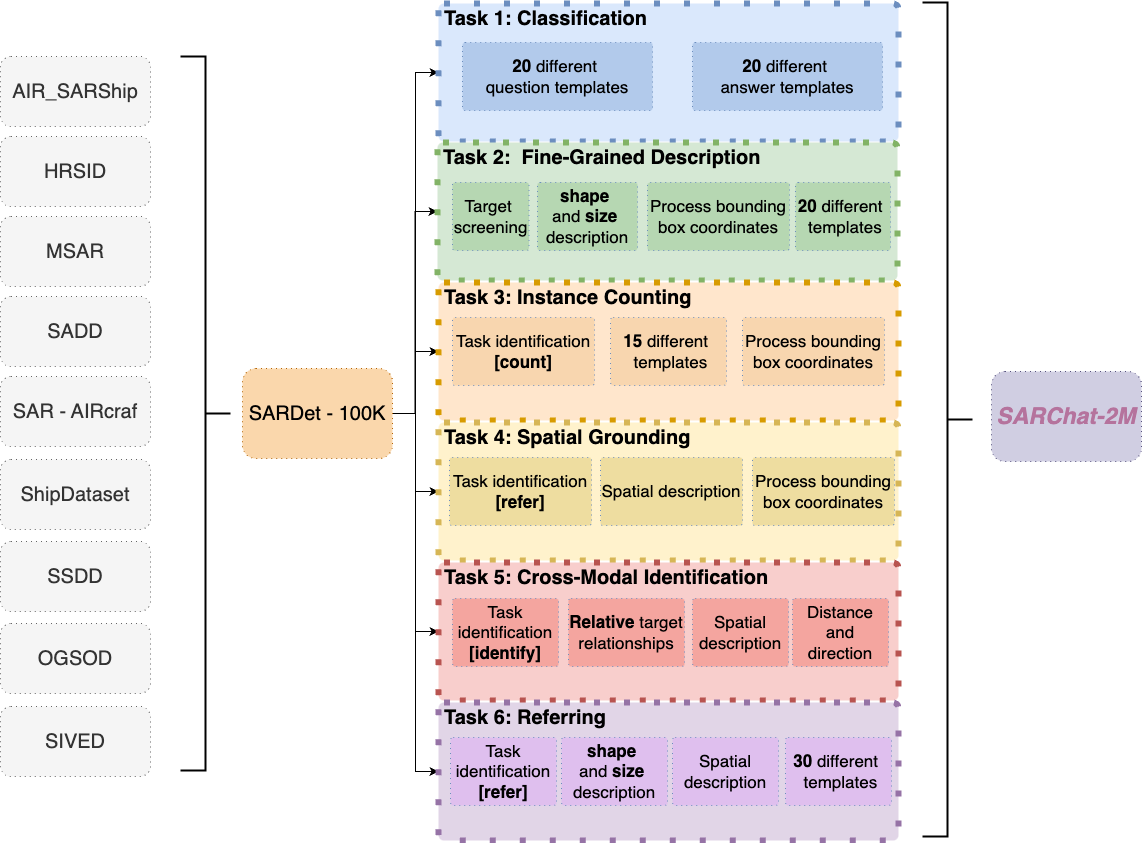 AIR_SARShip
HRSID
MSAR
SADD
SAR - AIRcraf
ShipDataset
SSDD
OGSOD
SIVED
SARDet - 100K
Task 1: Classification
20 different
question templates
20 different
answer templates
Task 2: Fine-Grained Description
Target
screening
shape
and size
description
Process bounding
box coordinates
20 different
templates
Task 3: Instance Counting
Task identification
[count]
15 different
templates
Process bounding
box coordinates
Task 4: Spatial Grounding
Task identification
[refer]
Spatial description
Process bounding
box coordinates
Task 5: Cross-Modal Identification
Task
identification
[identify]
Relative target
relationships
Spatial
description
Distance
and
direction
Task 6: Referring
Task
identification
[refer]
shape
and size
description
Spatial
description
30 different
templates
SARChat-2M